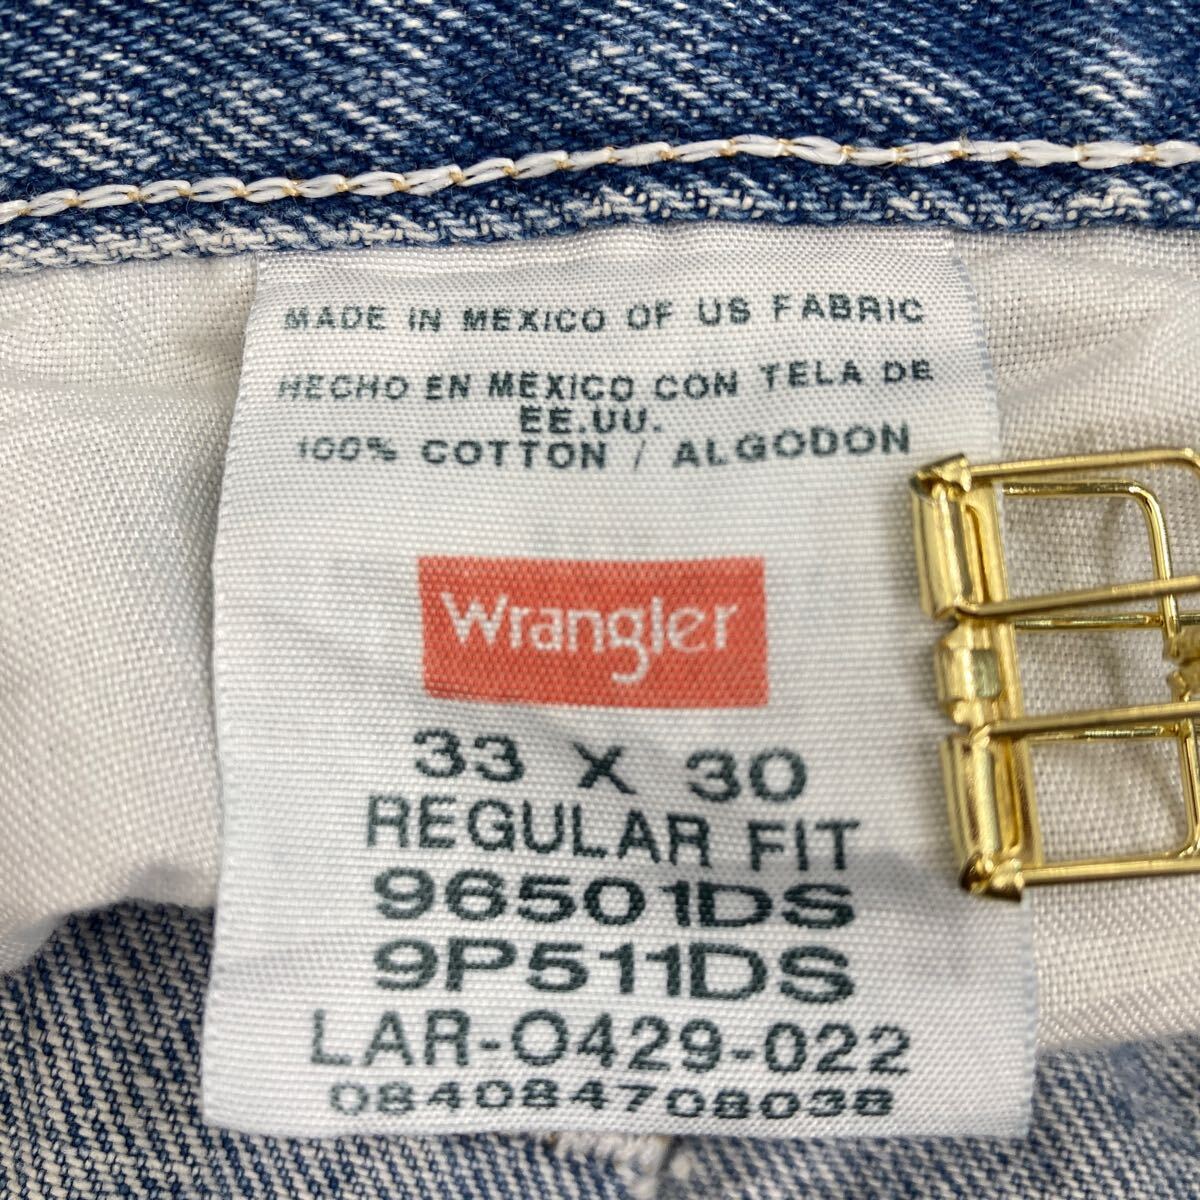 MADE IN MEXICO OF US FABRIC
HECHO EN MEXICO CON TELA DE
EE.UU.
100% COTTON / ALGODON
Wrangler
33 X 30
REGULAR FIT
96501DS
9P511DS
LAR-O429-022
084084708038